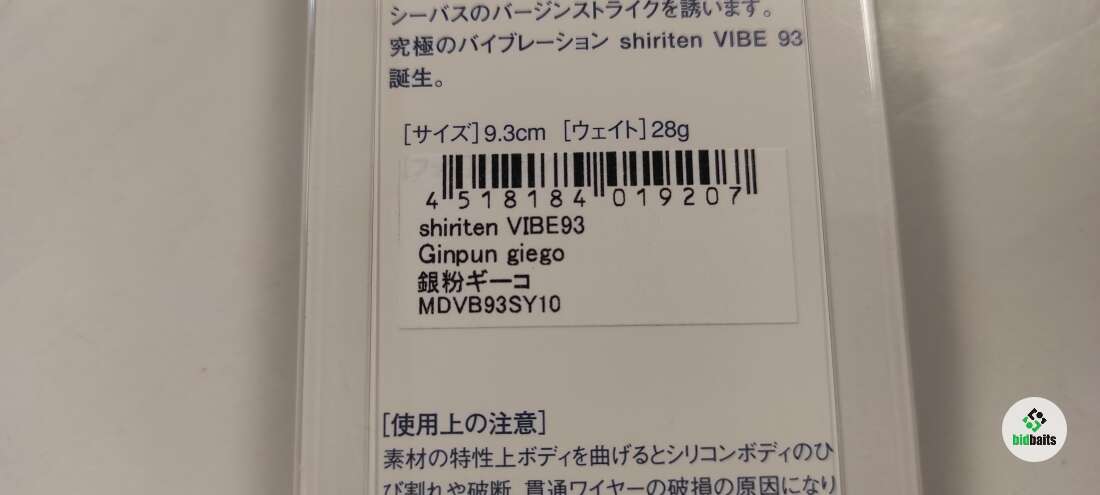 シーバスのバージンストライクを誘います。
究極のバイブレーション shiriten VIBE 93
誕生。
[サイズ]9.3cm [ウェイト]28g
4 518184 019207
shiriten VIBE93
Ginpun giego
銀粉ギーコ
MDVB93SY10
[使用上の注意]
素材の特性上ボディを曲げるとシリコンボディのひ
び割れや破断、貫通ワイヤーの破損の原因になり
bidbaits